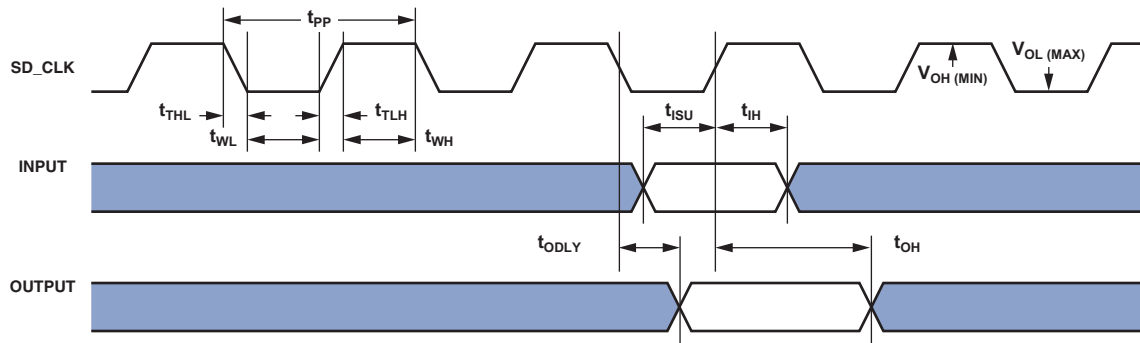 tPP
SD_CLK
VOH (MIN)
VOL (MAX)
tTHL
tTLH
tISU
tIH
tWL
tWH
INPUT
tODLY
tOH
OUTPUT